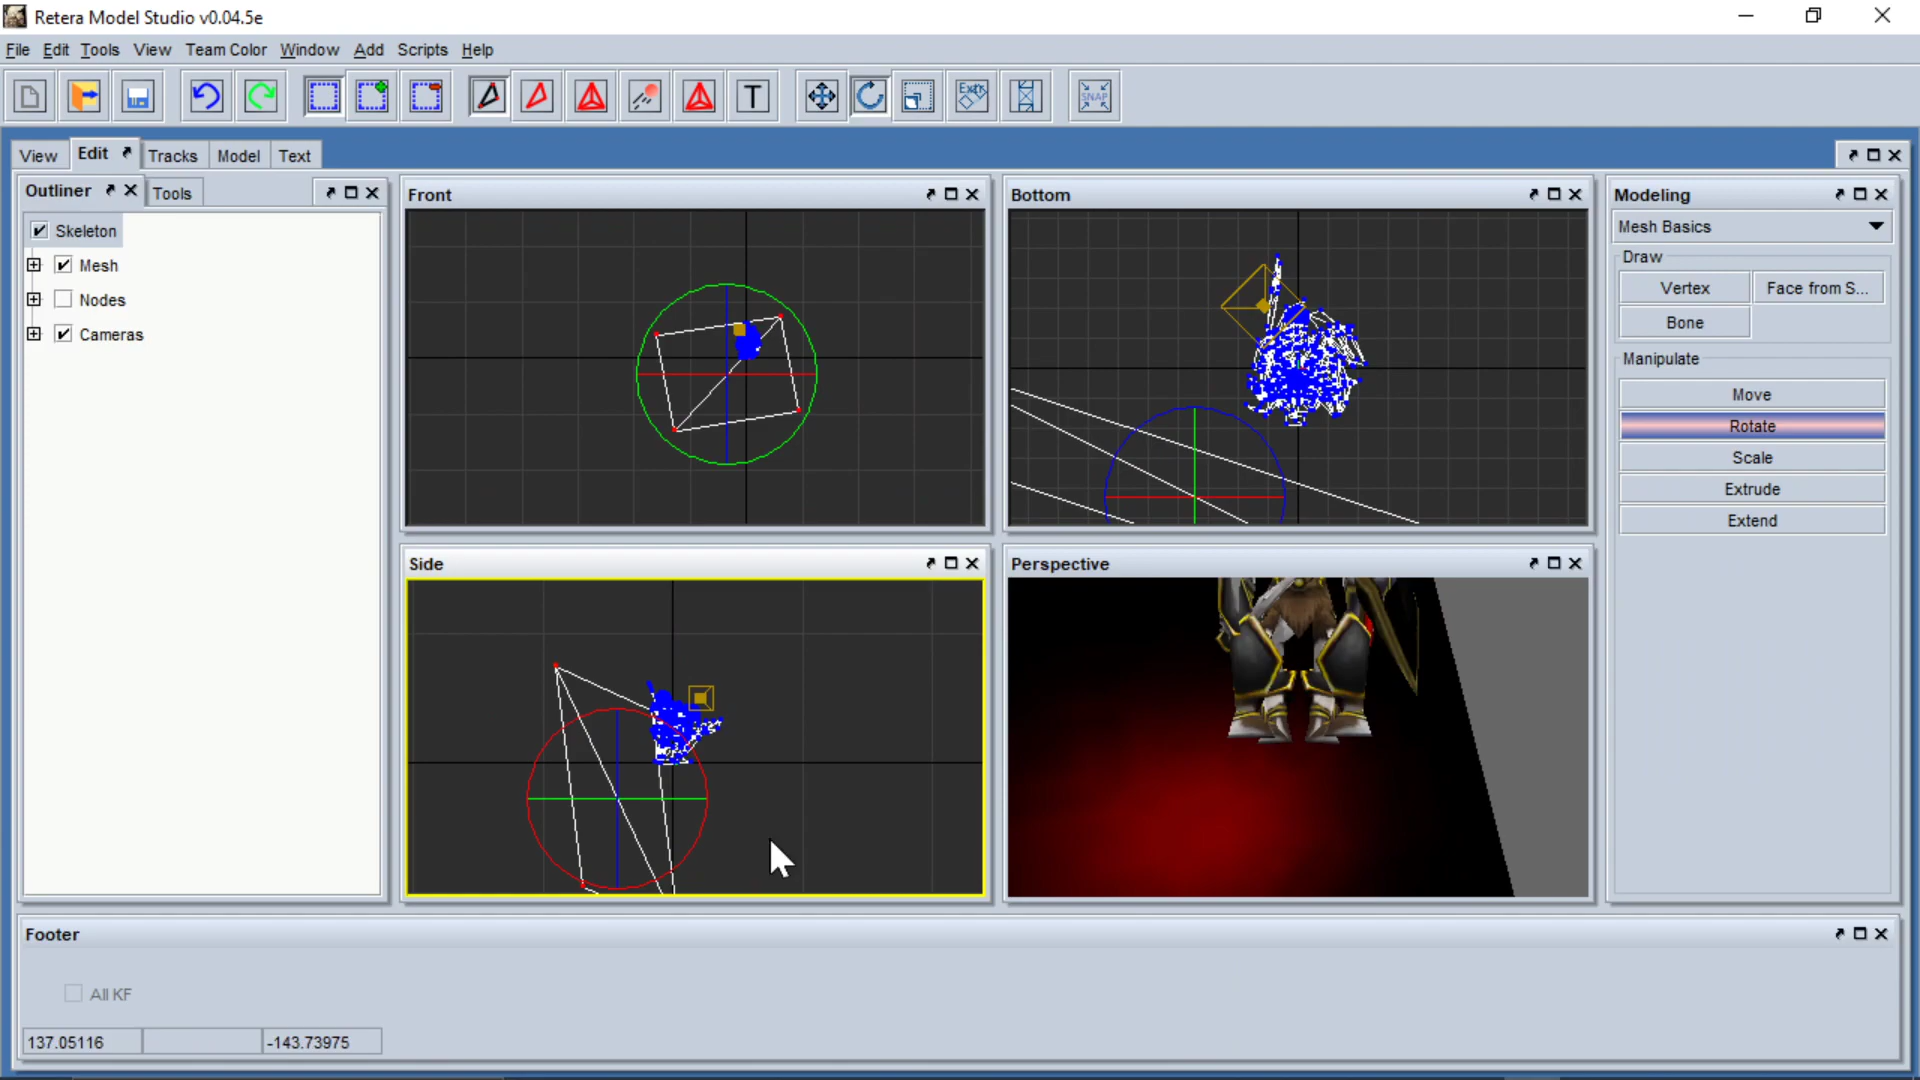 Retera Model Studio v0.04.5e
File Edit Tools View Team Color Window Add Scripts Help
Extr
T
SNAP
View Edit Tracks Model Text
Outliner Tools
Skeleton
Mesh
Nodes
Cameras
Front
Bottom
Side
Perspective
Modeling
Mesh Basics
Draw
Vertex Face from S...
Bone
Manipulate
Move
Rotate
Scale
Extrude
Extend
Footer
All KF
137.05116 -143.73975